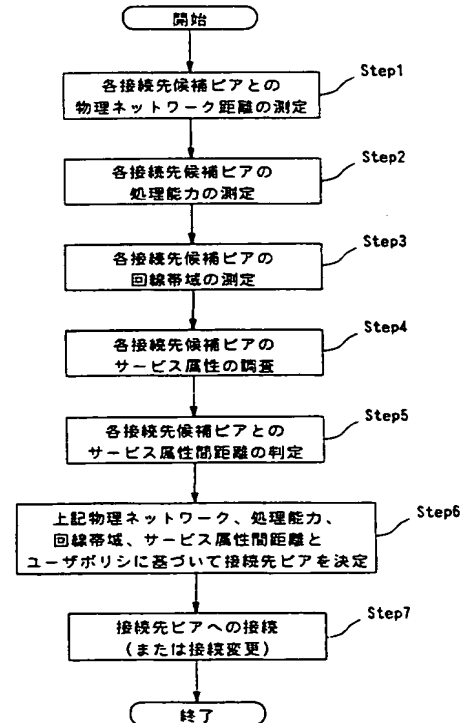 開始
Step1
各接続先候補ピアとの
物理ネットワーク距離の測定
Step2
各接続先候補ピアの
処理能力の測定
Step3
各接続先候補ピアの
回線帯域の測定
Step4
各接続先候補ピアの
サービス属性の調査
Step5
各接続先候補ピアとの
サービス属性間距離の判定
Step6
上記物理ネットワーク、処理能力、
回線帯域、サービス属性間距離と
ユーザポリシに基づいて接続先ピアを決定
Step7
接続先ピアへの接続
(または接続変更)
終了